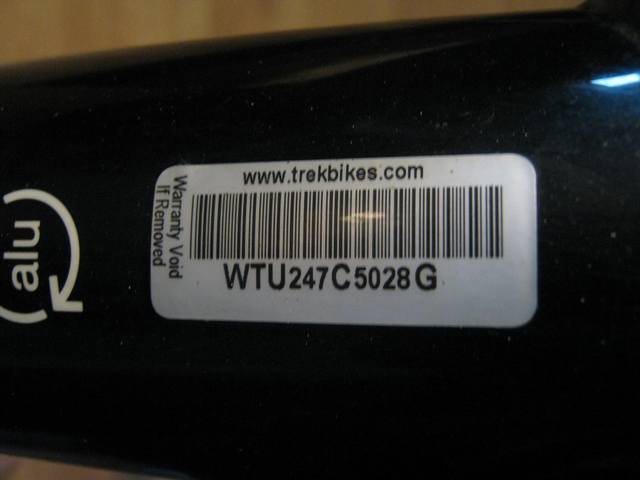 www.trekbikes.com
Warranty Void
If Removed
WTU247C5028G
alu